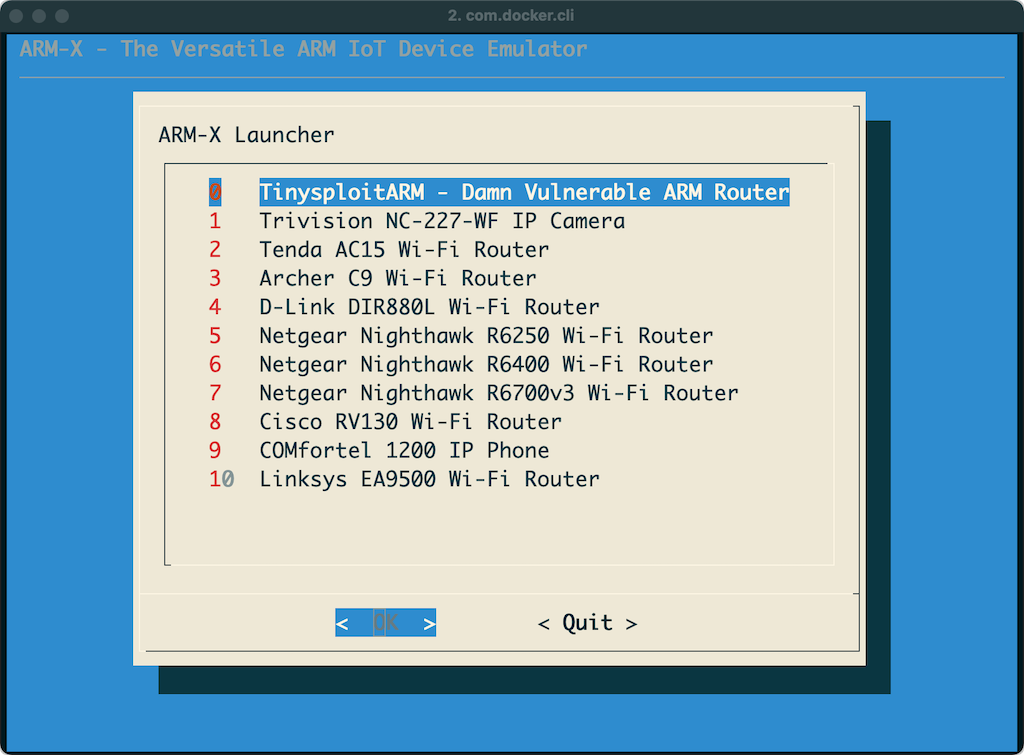 2. com.docker.cli
ARM-X - The Versatile ARM IoT Device Emulator
ARM-X Launcher
0 TinysploitARM - Damn Vulnerable ARM Router
1 Trivision NC-227-WF IP Camera
2 Tenda AC15 Wi-Fi Router
3 Archer C9 Wi-Fi Router
4 D-Link DIR880L Wi-Fi Router
5 Netgear Nighthawk R6250 Wi-Fi Router
6 Netgear Nighthawk R6400 Wi-Fi Router
7 Netgear Nighthawk R6700v3 Wi-Fi Router
8 Cisco RV130 Wi-Fi Router
9 COMfortel 1200 IP Phone
10 Linksys EA9500 Wi-Fi Router
< OK > < Quit >